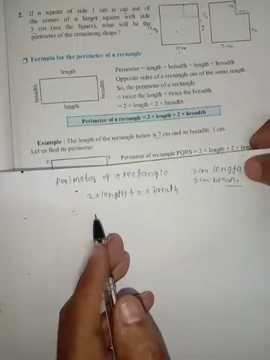 2. If a square of side 1 cm is cut out of
the corner of a larger square with side
3 cm (see the figure), what will be the
perimeter of the remaining shape ?
3 cm
Formula for the perimeter of a rectangle
length
breadth
breadth
length
Perimeter = length + breadth + length + breadth
Opposite sides of a rectangle are of the same length
So, the perimeter of a rectangle
= twice the length + twice the breadth
= 2 × length + 2 × breadth
Perimeter of a rectangle = 2 × length + 2 × breadth
Example : The length of the rectangle below is 7 cm and its breadth, 3 cm.
Let us find its perimeter.
Perimeter of rectangle PQRS = 2 × length + 2 ×
Perimeter of a rectangle
7cm length
3cm breadth
= 2 × length +
=